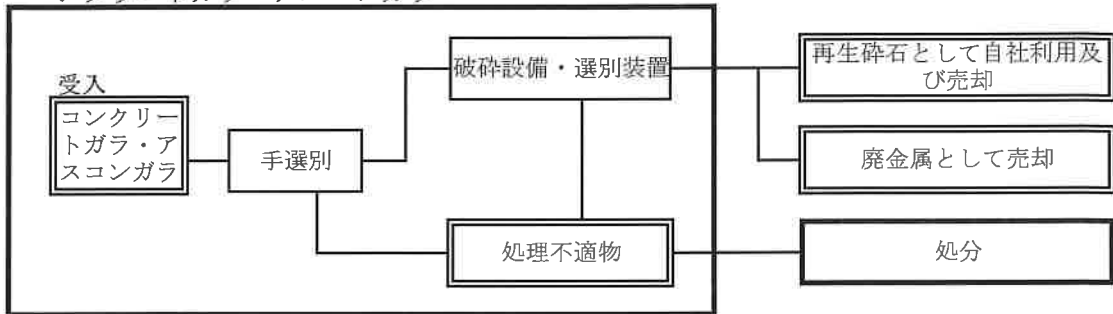 受入
コンクリー
トガラ・ア
スコンガラ
手選別
破砕設備・選別装置
処理不適物
再生砕石として自社利用及
び売却
廃金属として売却
処分